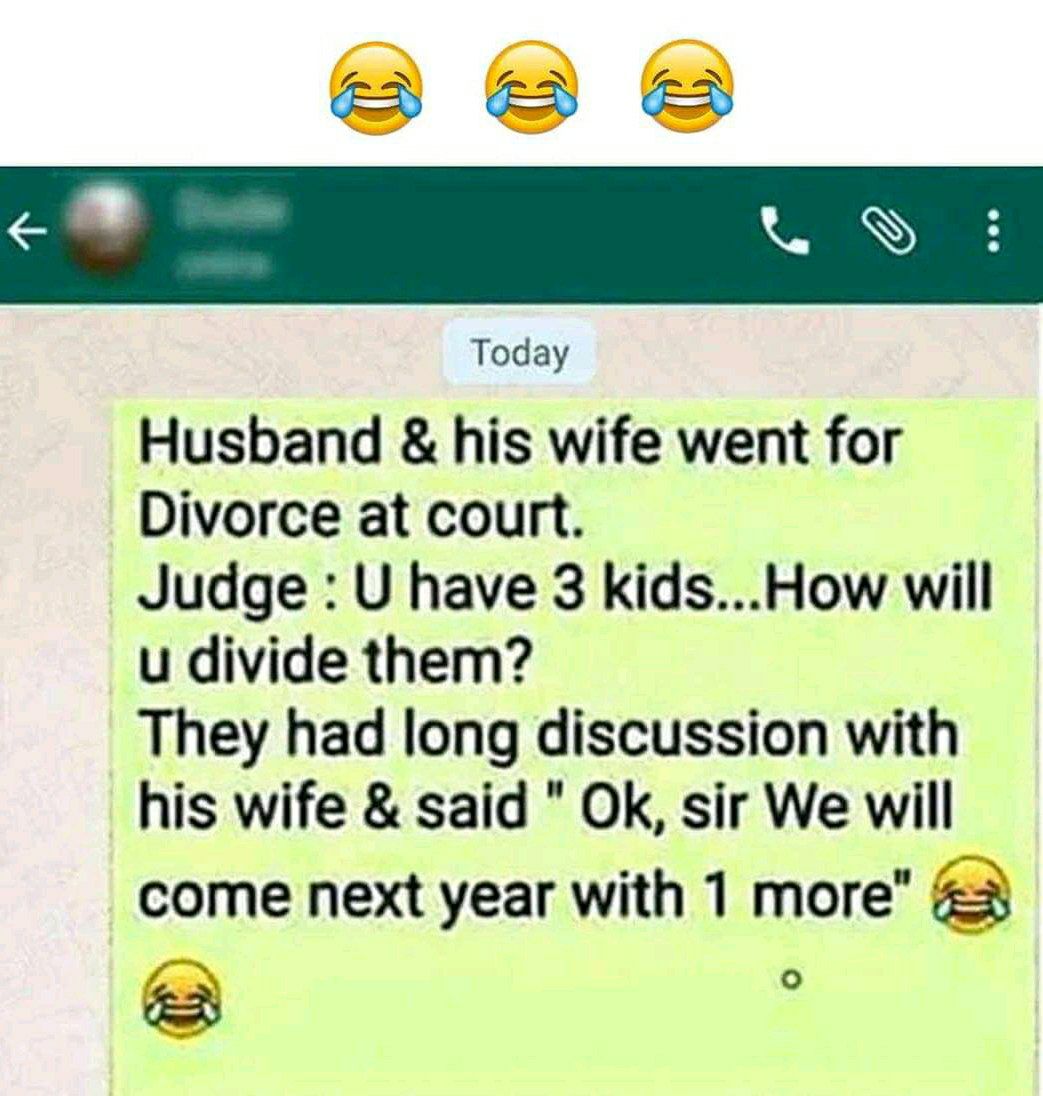 Today
Husband & his wife went for
Divorce at court.
Judge : U have 3 kids...How will
u divide them?
They had long discussion with
his wife & said " Ok, sir We will
come next year with 1 more" 😂
😂